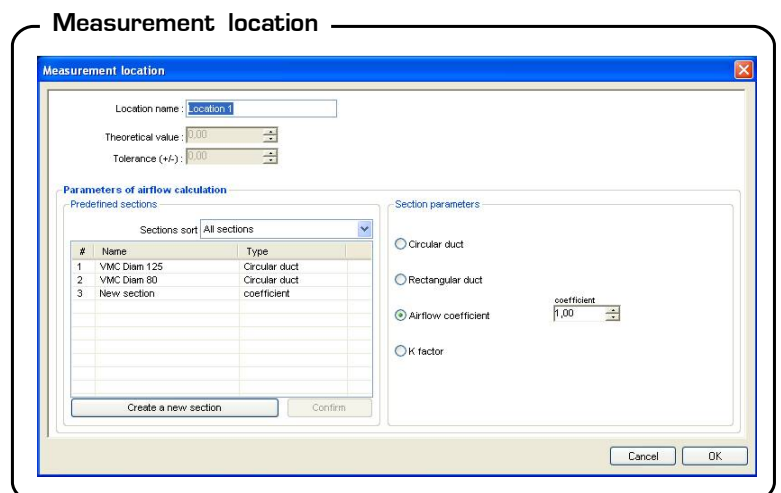 Measurement location
Measurement location
Location name : Location 1
Theoretical value : 0.00
Tolerance (+/-) : 0.00
Parameters of airflow calculation
Predefined sections
Sections sort All sections
# Name Type
1 VMC Diam 125 Circular duct
2 VMC Diam 80 Circular duct
3 New section coefficient
Create a new section Confirm
Section parameters
Circular duct
Rectangular duct
coefficient
Airflow coefficient 1,00
K factor
Cancel OK